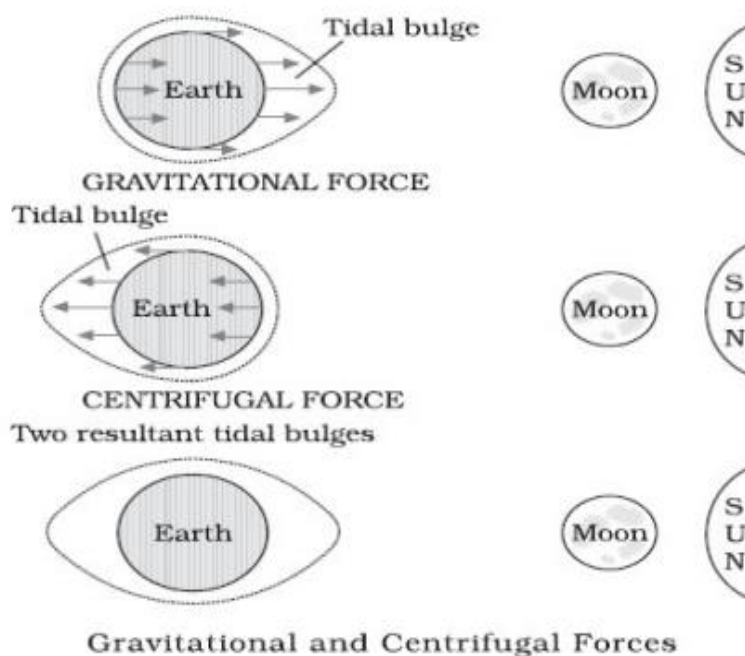 Tidal bulge
Earth
Moon
S
U
N
GRAVITATIONAL FORCE
Tidal bulge
Earth
Moon
S
U
N
CENTRIFUGAL FORCE
Two resultant tidal bulges
Earth
Moon
S
U
N
Gravitational and Centrifugal Forces